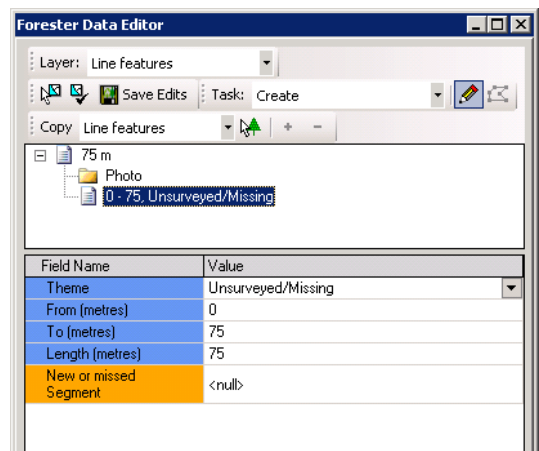 Forester Data Editor
Layer: Line features
Save Edits Task: Create
Copy Line features + -
75 m
Photo
0 - 75, Unsurveyed/Missing
Field Name Value
Theme Unsurveyed/Missing
From (metres) 0
To (metres) 75
Length (metres) 75
New or missed
Segment <null>